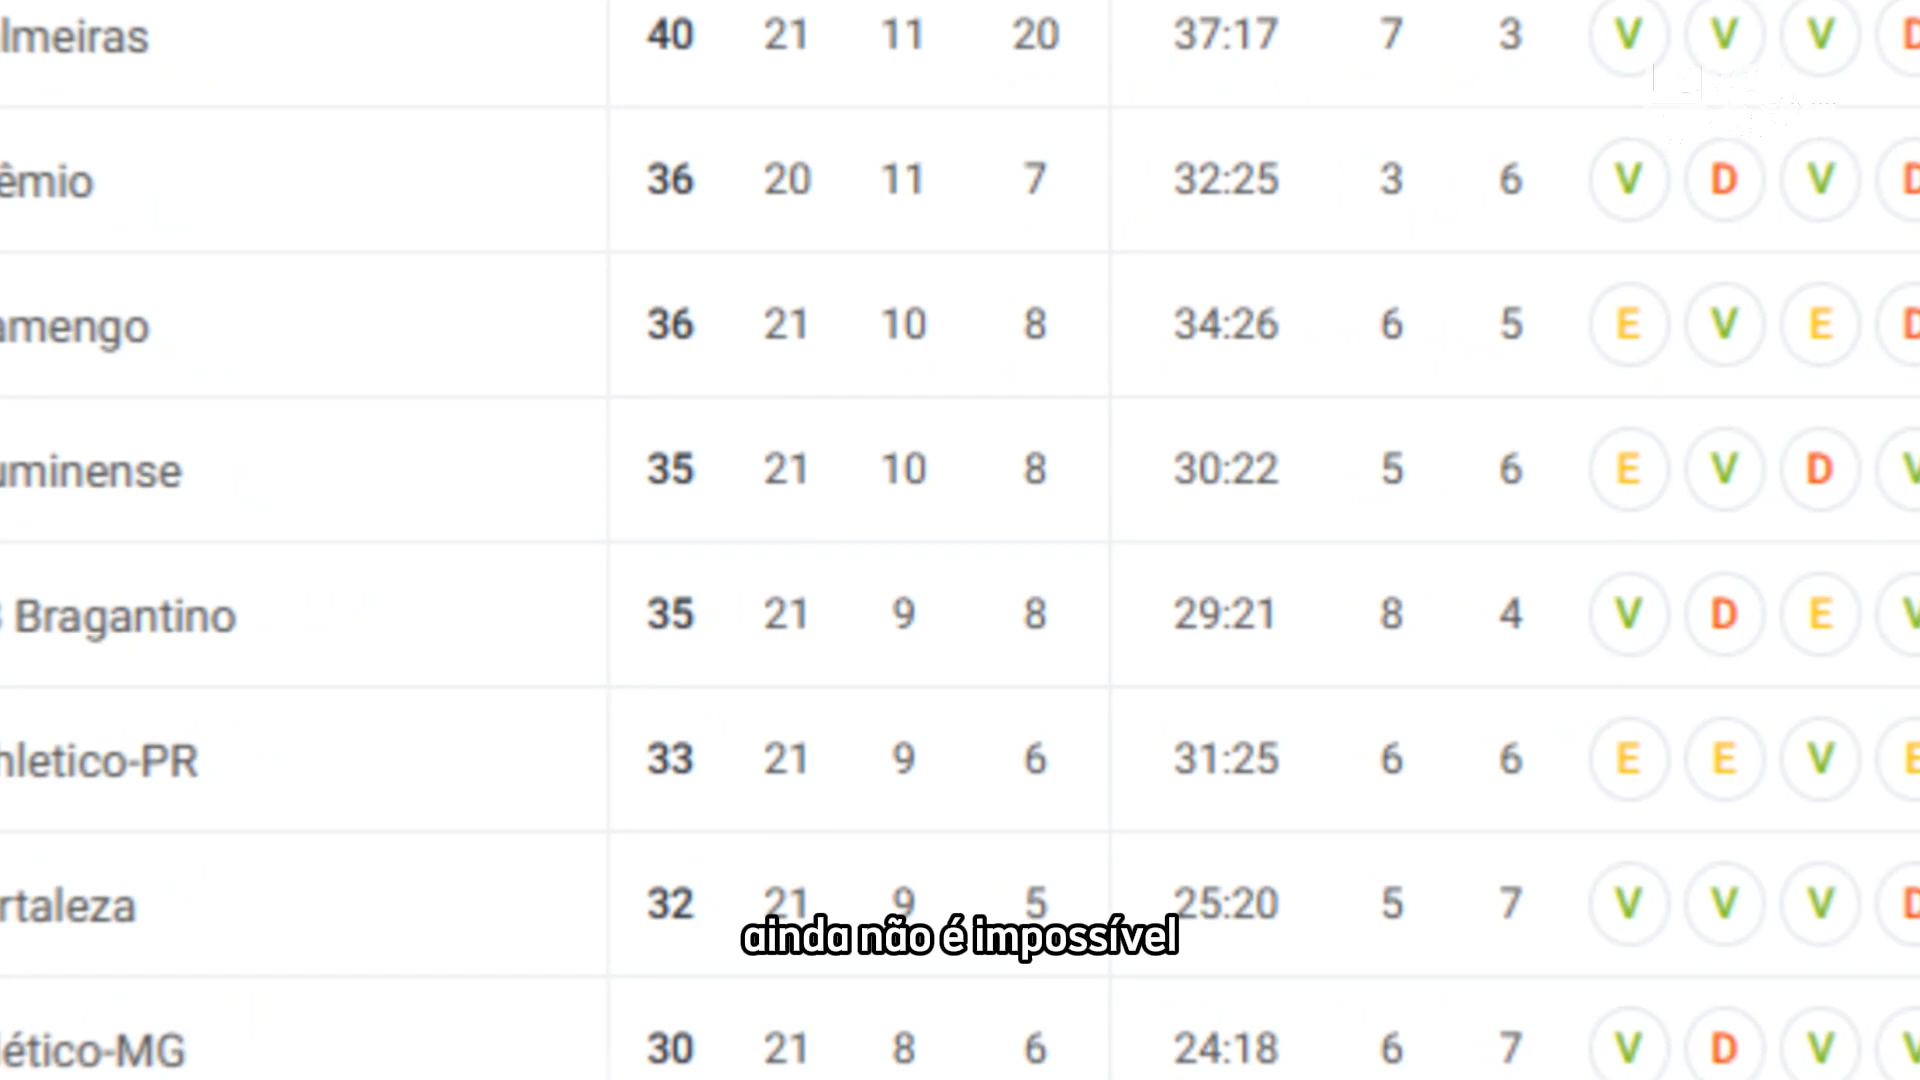 lmeiras 40 21 11 20 37:17 7 3 V V V D
êmio 36 20 11 7 32:25 3 6 V D V D
amengo 36 21 10 8 34:26 6 5 E V E D
uminense 35 21 10 8 30:22 5 6 E V D V
Bragantino 35 21 9 8 29:21 8 4 V D E V
hletico-PR 33 21 9 6 31:25 6 6 E E V E
rtaleza 32 21 9 5 25:20 5 7 V V V D
ainda não é impossível
lético-MG 30 21 8 6 24:18 6 7 V D V V